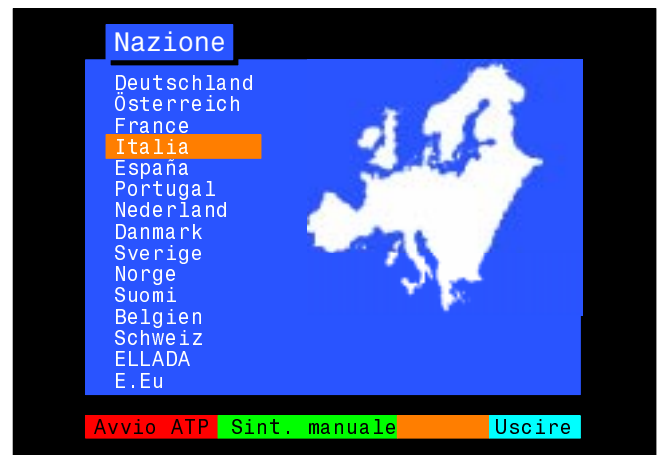 Nazione
Deutschland
Österreich
France
Italia
España
Portugal
Nederland
Danmark
Sverige
Norge
Suomi
Belgien
Schweiz
ELLADA
E.Eu
Avvio ATP Sint. manuale Uscire